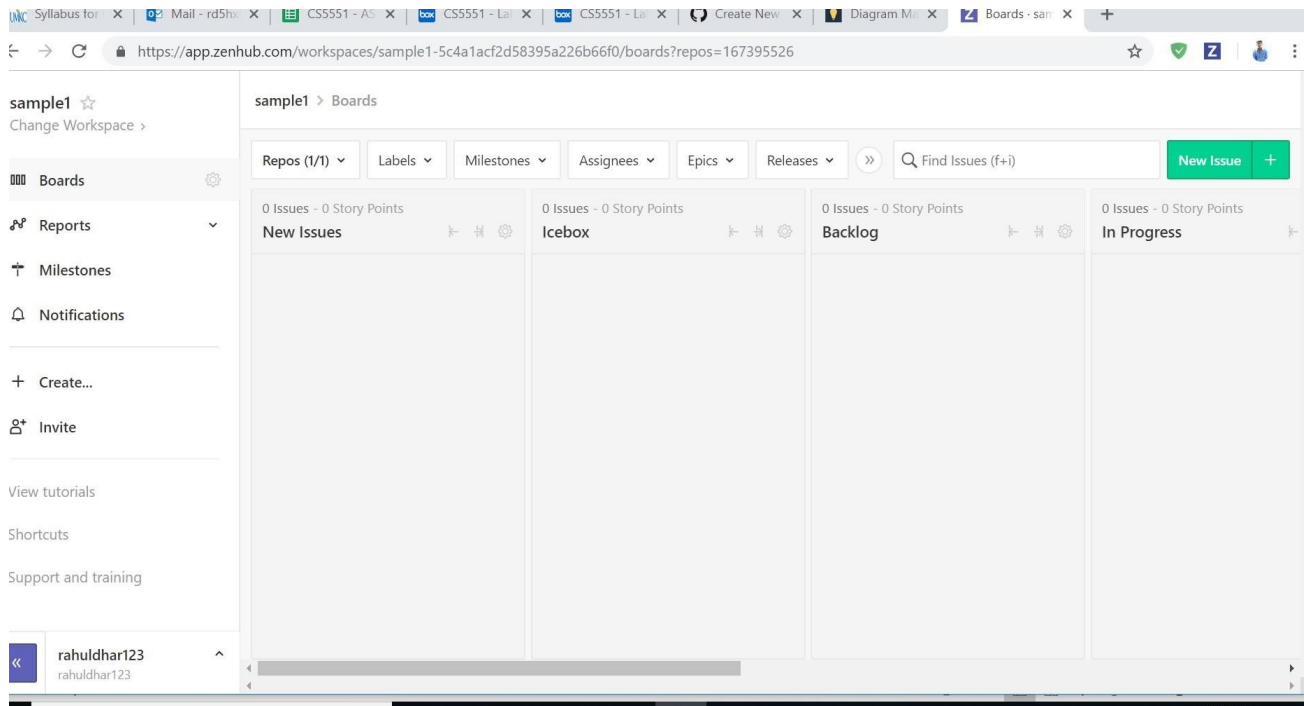 UMKC Syllabus for
Mail - rd5hx
CS5551 - AS
box CS5551 - La
box CS5551 - La
Create New
Diagram Ma
Z Boards · sam
https://app.zenhub.com/workspaces/sample1-5c4a1acf2d58395a226b66f0/boards?repos=167395526
Z
sample1
Change Workspace >
Boards
Reports
Milestones
Notifications
+ Create...
Invite
View tutorials
Shortcuts
Support and training
rahuldhar123
rahuldhar123
sample1 > Boards
Repos (1/1) Labels Milestones Assignees Epics Releases » Find Issues (f+i) New Issue +
0 Issues - 0 Story Points
New Issues
0 Issues - 0 Story Points
Icebox
0 Issues - 0 Story Points
Backlog
0 Issues - 0 Story Points
In Progress